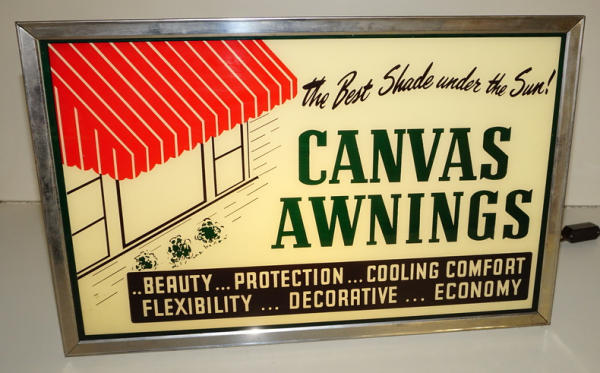 the Best Shade under the Sun!
CANVAS
AWNINGS
..BEAUTY...PROTECTION...COOLING COMFORT
FLEXIBILITY ... DECORATIVE ... ECONOMY